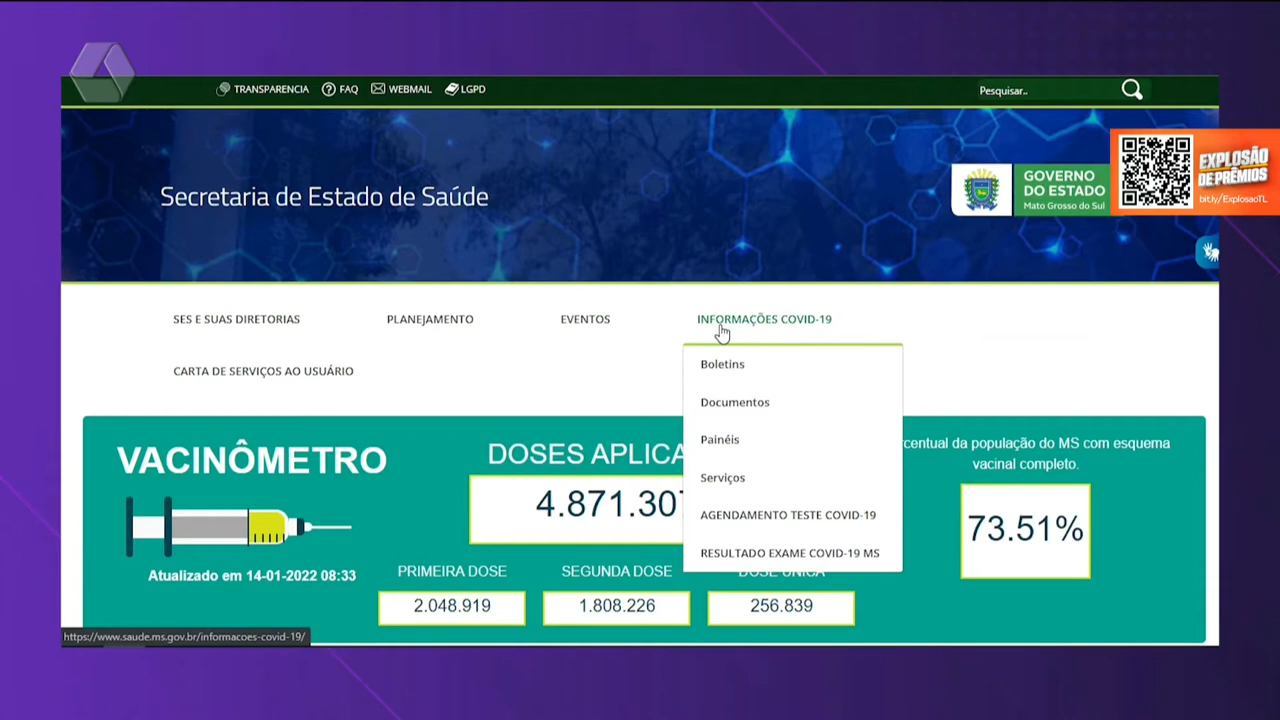 TRANSPARENCIA FAQ WEBMAIL LGPD
Pesquisar..
Secretaria de Estado de Saúde
GOVERNO
DO ESTADO
Mato Grosso do Sul
EXPLOSÃO
DE PRÊMIOS
bit.ly/ExplosaoTL
SES E SUAS DIRETORIAS PLANEJAMENTO EVENTOS INFORMAÇÕES COVID-19
CARTA DE SERVIÇOS AO USUÁRIO
Boletins
Documentos
Painéis
Serviços
AGENDAMENTO TESTE COVID-19
RESULTADO EXAME COVID-19 MS
VACINÔMETRO
Atualizado em 14-01-2022 08:33
DOSES APLICA
4.871.307
PRIMEIRA DOSE SEGUNDA DOSE DOSE ÚNICA
2.048.919 1.808.226 256.839
rcentual da população do MS com esquema
vacinal completo.
73.51%
https://www.saude.ms.gov.br/informacoes-covid-19/